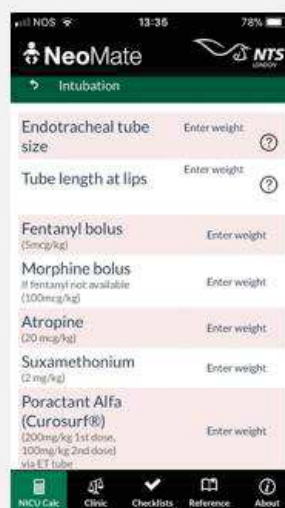 NOS 13:36 78%
NeoMate NTS
LONDON
Intubation
Endotracheal tube Enter weight
size ?
Tube length at lips Enter weight
?
Fentanyl bolus
(5mcg/kg) Enter weight
Morphine bolus
If fentanyl not available Enter weight
(100mcg/kg)
Atropine
(20 mcg/kg) Enter weight
Suxamethonium
(2 mg/kg) Enter weight
Poractant Alfa
(Curosurf®)
(200mg/kg 1st dose, Enter weight
100mg/kg 2nd dose)
via ET tube
NICU Calc Clinic Checklists Reference About